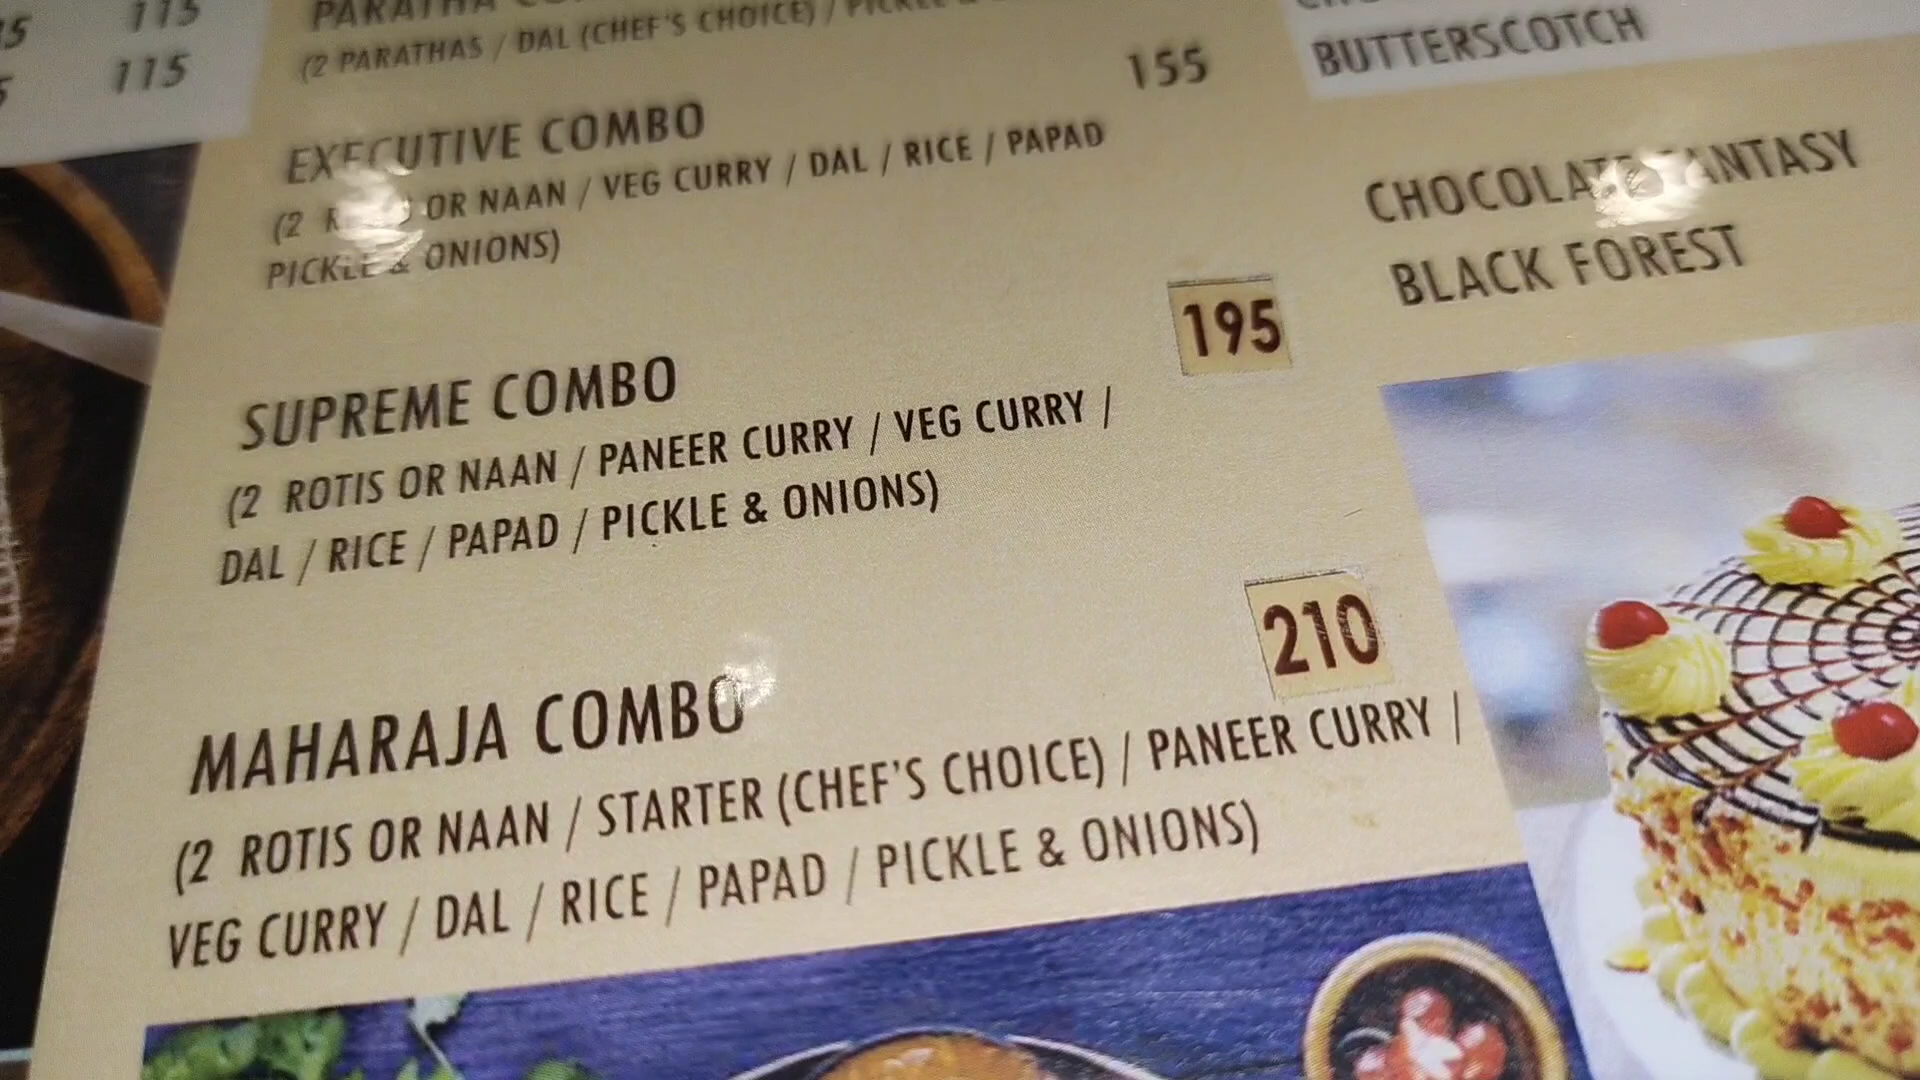 115
115
(2 PARATHAS / DAL (CHEF'S CHOICE) /
155
EXECUTIVE COMBO
(2 OR NAAN / VEG CURRY / DAL / RICE / PAPAD
PICKLE & ONIONS)
195
SUPREME COMBO
(2 ROTIS OR NAAN / PANEER CURRY / VEG CURRY /
DAL / RICE / PAPAD / PICKLE & ONIONS)
210
MAHARAJA COMBO
(2 ROTIS OR NAAN / STARTER (CHEF'S CHOICE) / PANEER CURRY /
VEG CURRY / DAL / RICE / PAPAD / PICKLE & ONIONS)
BUTTERSCOTCH
CHOCOLATE FANTASY
BLACK FOREST